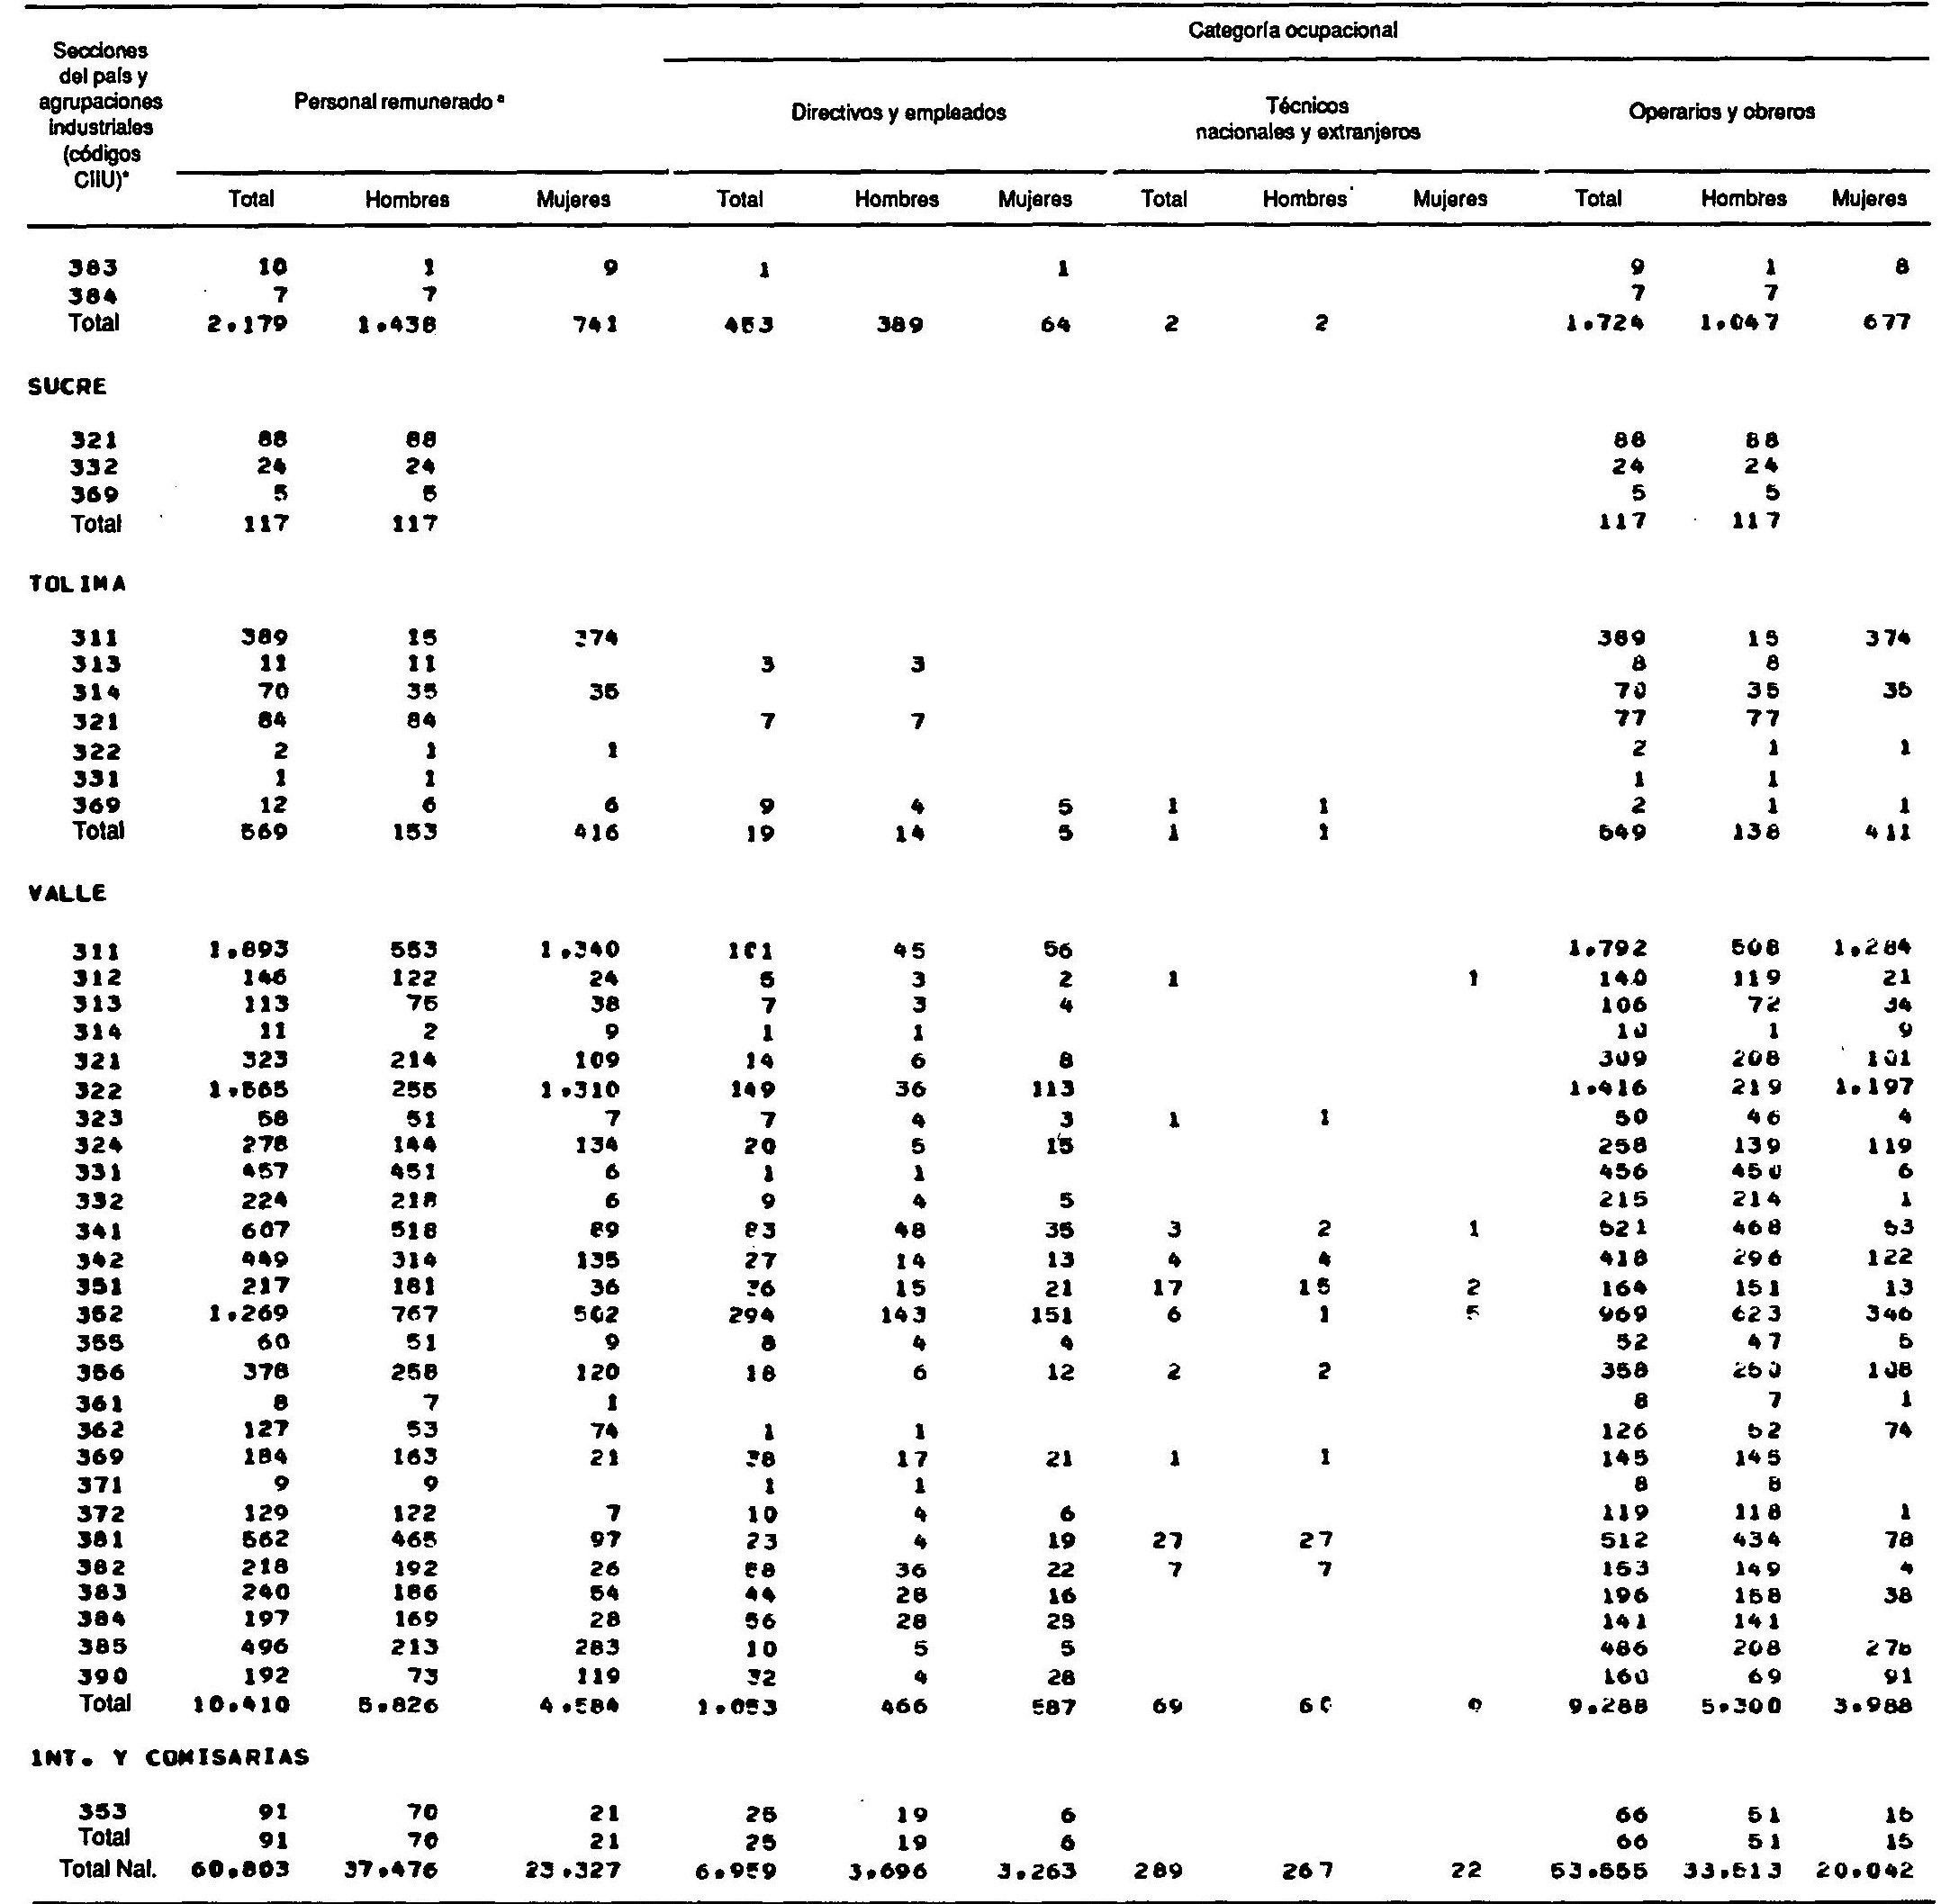 Categoría ocupacional
Secciones
del país y
agrupaciones
industriales
(códigos
CIIU)*
Personal remunerado ª
Directivos y empleados
Técnicos
nacionales y extranjeros
Operarios y obreros
Total Hombres Mujeres Total Hombres Mujeres Total Hombres Mujeres Total Hombres Mujeres
383 10 1 9 1 1 9 1 8
384 7 7 7 7
Total 2.179 1.438 741 453 389 64 2 2 1.724 1.047 677
SUCRE
321 88 88 88 88
332 24 24 24 24
369 5 5 5 5
Total 117 117 117 117
TOLIMA
311 389 15 374 389 15 374
313 11 11 3 3 8 8
314 70 35 35 70 35 35
321 84 84 7 7 77 77
322 2 1 1 2 1 1
331 1 1 1 1
369 12 6 6 9 4 5 1 1 2 1 1
Total 569 153 416 19 14 5 1 1 549 138 411
VALLE
311 1.893 553 1.340 101 45 56 1.792 508 1.284
312 146 122 24 5 3 2 1 1 140 119 21
313 113 75 38 7 3 4 106 72 34
314 11 2 9 1 1 10 1 9
321 323 214 109 14 6 8 309 208 101
322 1.565 255 1.310 149 36 113 1.416 219 1.197
323 58 51 7 7 4 3 1 1 50 46 4
324 278 144 134 20 5 15 258 139 119
331 457 451 6 1 1 456 450 6
332 224 218 6 9 4 5 215 214 1
341 607 518 89 83 48 35 3 2 1 521 468 53
342 449 314 135 27 14 13 4 4 418 296 122
351 217 181 36 36 15 21 17 15 2 164 151 13
352 1.269 767 502 294 143 151 6 1 5 969 623 346
355 60 51 9 8 4 4 52 47 5
356 378 258 120 18 6 12 2 2 358 250 108
361 8 7 1 8 7 1
362 127 53 74 1 1 126 52 74
369 184 163 21 38 17 21 1 1 145 145
371 9 9 1 1 8 8
372 129 122 7 10 4 6 119 118 1
381 562 465 97 23 4 19 27 27 512 434 78
382 218 192 26 58 36 22 7 7 153 149 4
383 240 186 54 44 28 16 196 158 38
384 197 169 28 56 28 28 141 141
385 496 213 283 10 5 5 486 208 278
390 192 73 119 32 4 28 160 69 91
Total 10.410 5.826 4.584 1.053 466 587 69 60 9 9.288 5.300 3.988
INT. Y COMISARIAS
353 91 70 21 25 19 6 66 51 15
Total 91 70 21 25 19 6 66 51 15
Total Nal. 60.803 37.476 23.327 6.959 3.696 3.263 289 267 22 53.555 33.513 20.042